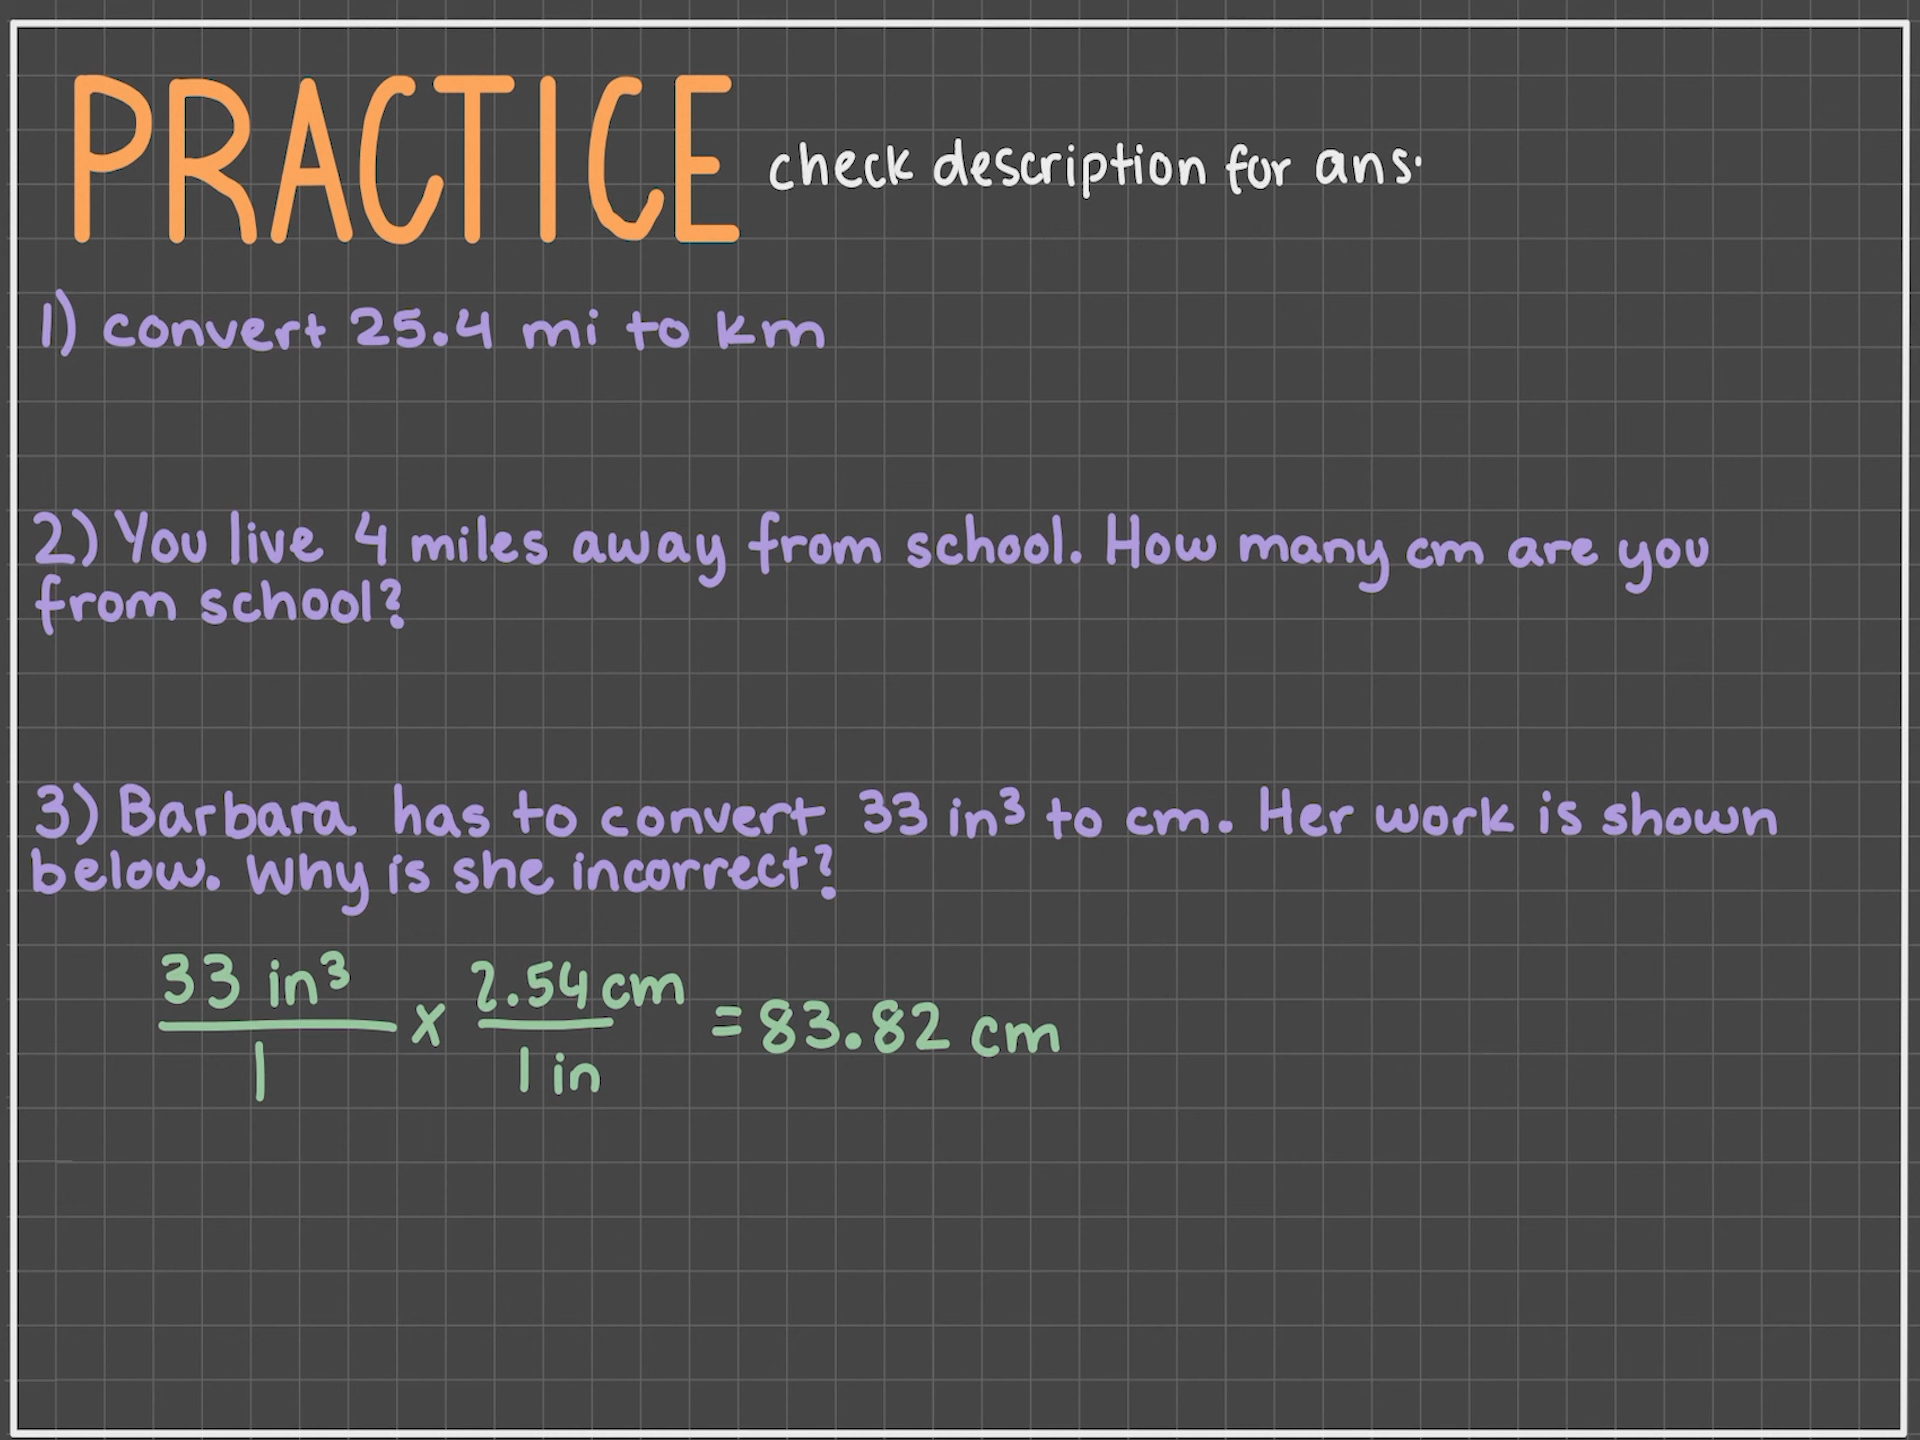 PRACTICE check description for ans.
1) convert 25.4 mi to km
2) You live 4 miles away from school. How many cm are you
from school?
3) Barbara has to convert 33 in³ to cm. Her work is shown
below. Why is she incorrect?
33 in³ / 1 x 2.54 cm / 1 in = 83.82 cm